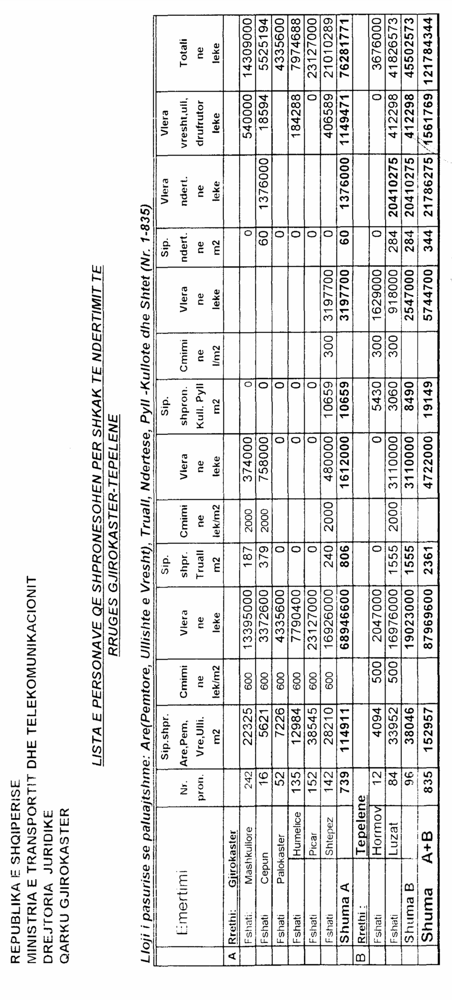 REPUBLIKA E SHQIPERISE
MINISTRIA E TRANSPORTIT DHE TELEKOMUNIKACIONIT
DREJTORIA JURIDIKE
QARKU GJIROKASTER
LISTA E PERSONAVE QE SHPRONESOHEN PER SHKAK TE NDERTIMIT TE
RRUGES GJIROKASTER-TEPELENE
Lloji i pasurise se paluajtshme: Are(Pemtore, Ullishte e Vresht), Truall, Ndertese, Pyll -Kullote dhe Shtet (Nr. 1-835)
Sip.shpr. Sip. Sip. Sip. Vlera Vlera
Emertimi Nr. Are,Pem, Cmimi Vlera shpr. Cmimi Vlera shpron. Cmimi Vlera ndert. ndert. vresht,ull, Totali
pron. Vre,Ulli. ne ne Truall ne ne Kull. Pyll ne ne ne ne drufrutor ne
m2 lek/m2 leke m2 lek/m2 leke m2 l/m2 leke m2 leke leke leke
A Rrethi: Gjirokaster
Fshati: Mashkullore 242 22325 600 13395000 187 2000 374000 0 0 540000 14309000
Fshati Cepun 16 5621 600 3372600 379 2000 758000 0 60 1376000 18594 5525194
Fshati Palokaster 52 7226 600 4335600 0 0 0 0 4335600
Fshati Humelice 135 12984 600 7790400 0 0 0 0 184288 7974688
Fshati Picar 152 38545 600 23127000 0 0 0 0 0 23127000
Fshati Shtepez 142 28210 600 16926000 240 2000 480000 10659 300 3197700 0 406589 21010289
Shuma A 739 114911 68946600 806 1612000 10659 3197700 60 1376000 1149471 76281771
B Rrethi : Tepelene
Fshati Hormov 12 4094 500 2047000 0 0 5430 300 1629000 0 0 3676000
Fshati Luzat 84 33952 500 16976000 1555 2000 3110000 3060 300 918000 284 20410275 412298 41826573
Shuma B 96 38046 19023000 1555 3110000 8490 2547000 284 20410275 412298 45502573
Shuma A+B 835 152957 87969600 2361 4722000 19149 5744700 344 21786275 1561769 121784344